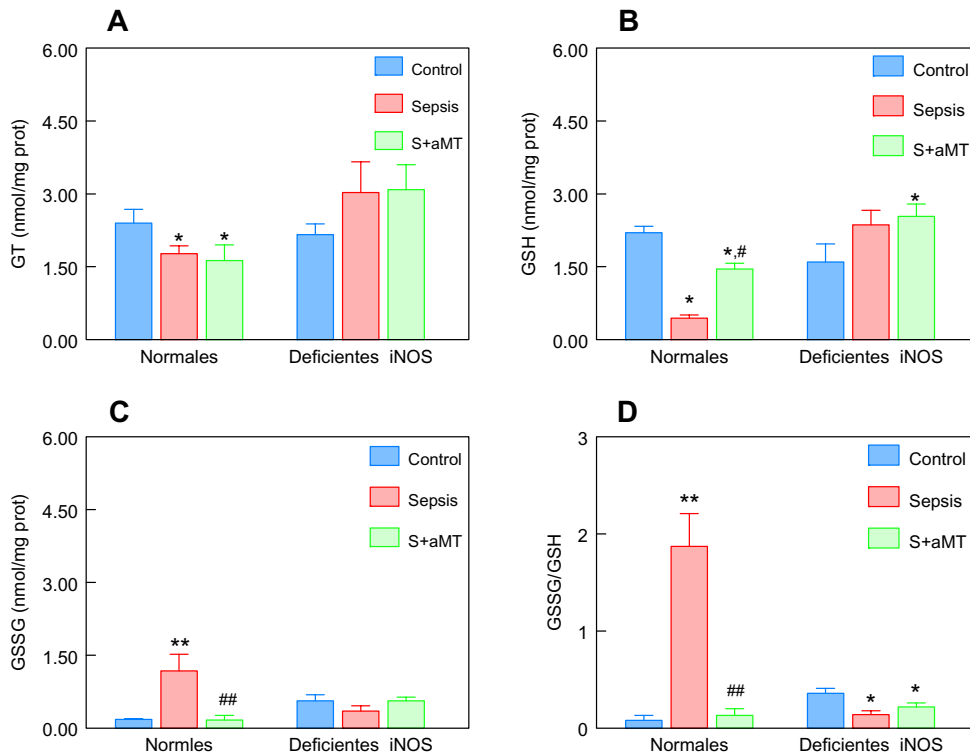 A
6.00
4.50
3.00
1.50
0.00
GT (nmol/mg prot)
Control
Sepsis
S+aMT
*
*
Normales
Deficientes iNOS
B
6.00
4.50
3.00
1.50
0.00
GSH (nmol/mg prot)
Control
Sepsis
S+aMT
*
*,#
*
Normales
Deficientes iNOS
C
6.00
4.50
3.00
1.50
0.00
GSSG (nmol/mg prot)
Control
Sepsis
S+aMT
**
##
Normles
Deficientes iNOS
D
3
2
1
0
GSSG/GSH
Control
Sepsis
S+aMT
**
##
*
*
Normales
Deficientes iNOS